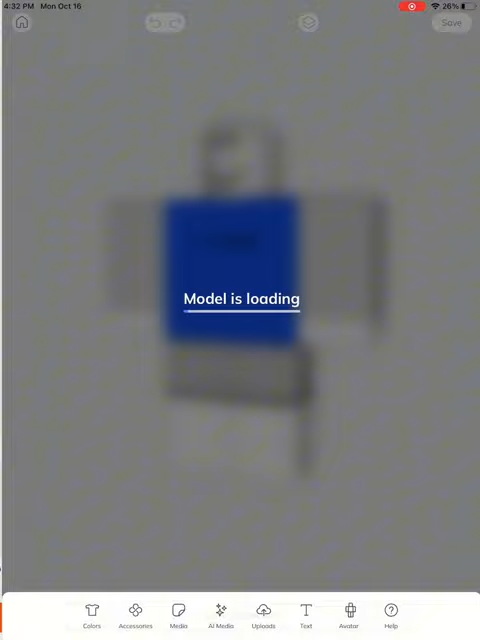 4:32 PM Mon Oct 16
26%
Save
Model is loading
Colors
Accessories
Media
AI Media
Uploads
Text
Avatar
Help